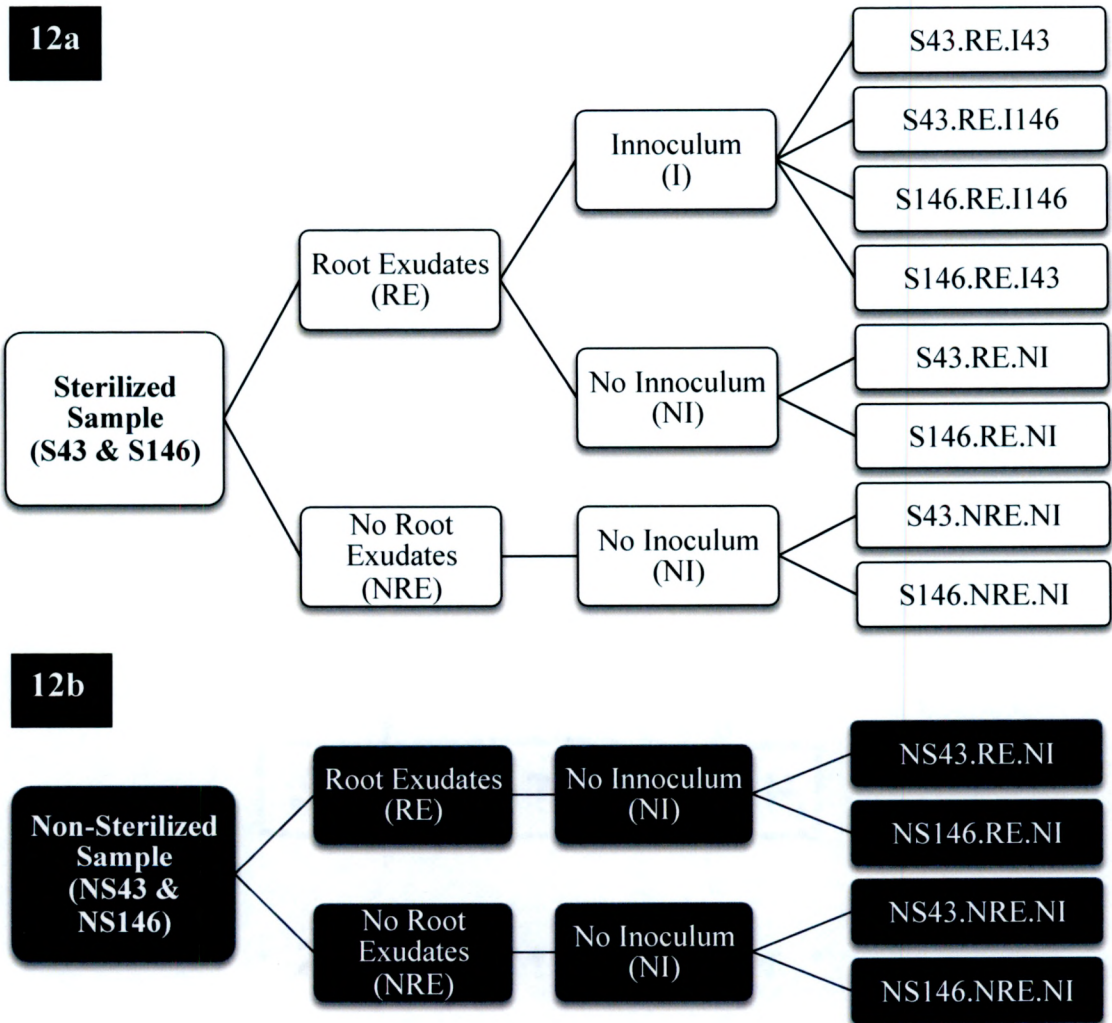 12a
Sterilized
Sample
(S43 & S146)
Root Exudates
(RE)
No Root
Exudates
(NRE)
Innoculum
(I)
No Innoculum
(NI)
No Inoculum
(NI)
S43.RE.I43
S43.RE.I146
S146.RE.I146
S146.RE.I43
S43.RE.NI
S146.RE.NI
S43.NRE.NI
S146.NRE.NI
12b
Non-Sterilized
Sample
(NS43 &
NS146)
Root Exudates
(RE)
No Root
Exudates
(NRE)
No Innoculum
(NI)
No Inoculum
(NI)
NS43.RE.NI
NS146.RE.NI
NS43.NRE.NI
NS146.NRE.NI